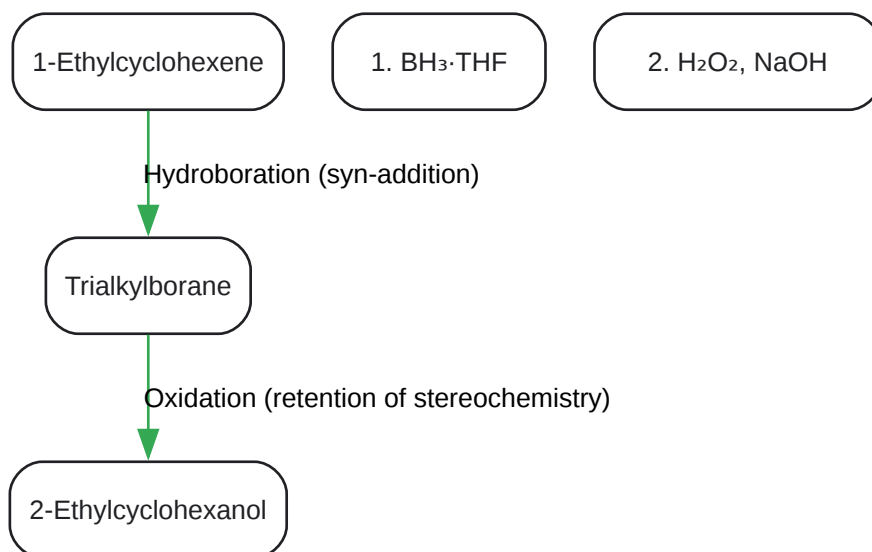 1-Ethylcyclohexene
1. BH₃·THF
2. H₂O₂, NaOH
Hydroboration (syn-addition)
Trialkylborane
Oxidation (retention of stereochemistry)
2-Ethylcyclohexanol